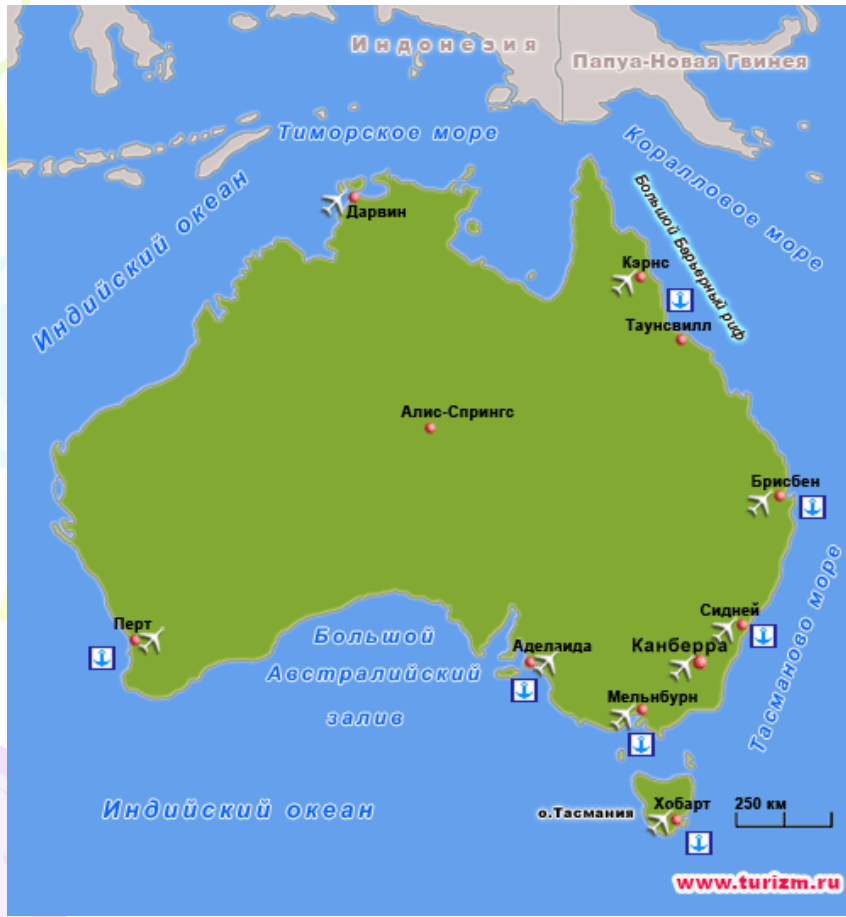 Индонезия
Папуа-Новая Гвинея
Тиморское море
Коралловое море
Индийский океан
Большой Барьерный риф
Дарвин
Кэрнс
Таунсвилл
Алис-Спрингс
Брисбен
Перт
Большой
Австралийский
залив
Сидней
Аделаида
Канберра
Тасманово море
Мельнбурн
Индийский океан
о.Тасмания
Хобарт
250 км
www.turizm.ru